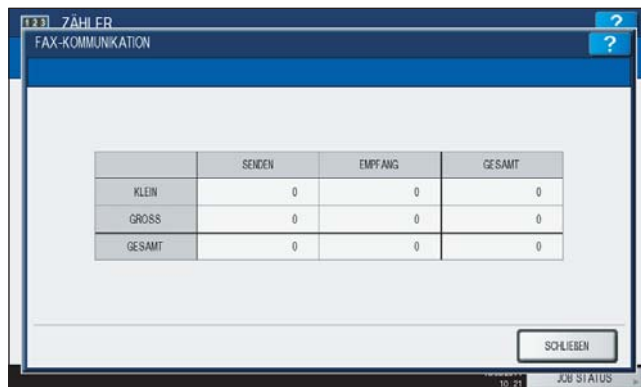 123 ZÄHLER ?
FAX-KOMMUNIKATION ?
SENDEN EMPFANG GESAMT
KLEIN 0 0 0
GROSS 0 0 0
GESAMT 0 0 0
SCHLIEßEN
10:21 JOB STATUS